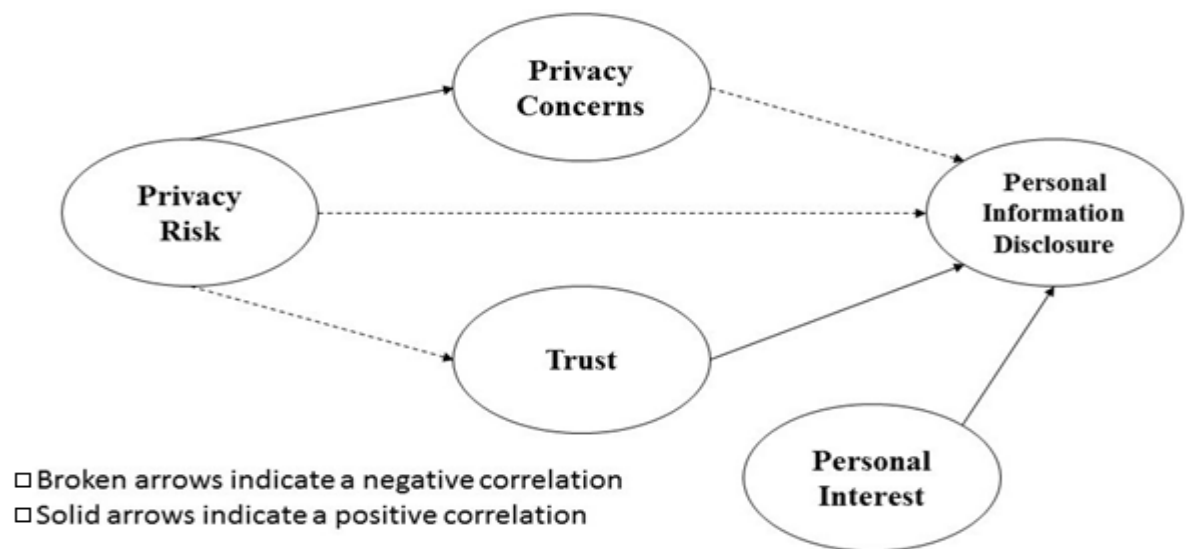 Privacy
Concerns
Privacy
Risk
Personal
Information
Disclosure
Trust
Personal
Interest
□ Broken arrows indicate a negative correlation
□ Solid arrows indicate a positive correlation